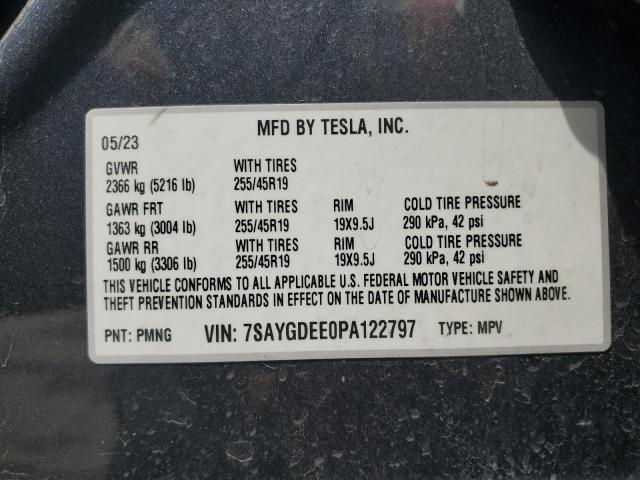 MFD BY TESLA, INC.
05/23
GVWR WITH TIRES
2366 kg (5216 lb) 255/45R19
GAWR FRT WITH TIRES RIM COLD TIRE PRESSURE
1363 kg (3004 lb) 255/45R19 19X9.5J 290 kPa, 42 psi
GAWR RR WITH TIRES RIM COLD TIRE PRESSURE
1500 kg (3306 lb) 255/45R19 19X9.5J 290 kPa, 42 psi
THIS VEHICLE CONFORMS TO ALL APPLICABLE U.S. FEDERAL MOTOR VEHICLE SAFETY AND
THEFT PREVENTION STANDARDS IN EFFECT ON THE DATE OF MANUFACTURE SHOWN ABOVE.
PNT: PMNG VIN: 7SAYGDEE0PA122797 TYPE: MPV